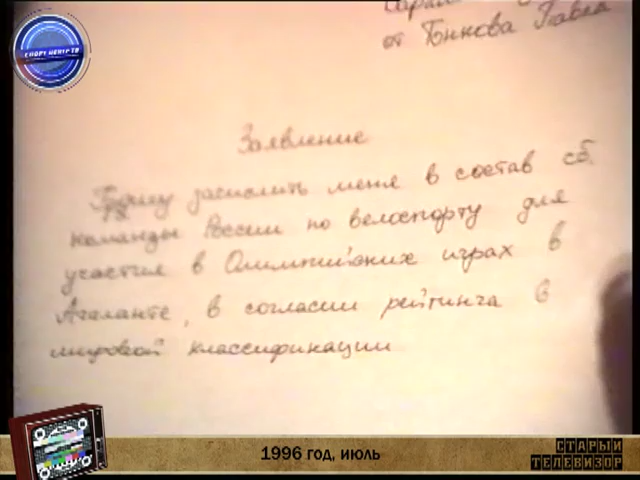 от Тонкова Павла
Заявление
Прошу зачислить меня в состав сб.
команды России по велоспорту для
участия в Олимпийских играх в
Атланте, в согласии рейтинга в
мировой классификации
1996 год, июль
СТАРЫЙ
ТЕЛЕВИЗОР